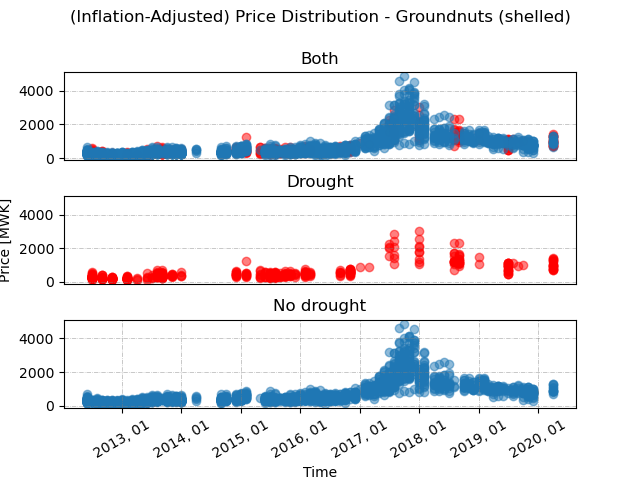 (Inflation-Adjusted) Price Distribution - Groundnuts (shelled)
Both
4000
2000
0
Drought
4000
2000
0
Price [MWK]
No drought
4000
2000
0
2013, 01
2014, 01
2015, 01
2016, 01
2017, 01
2018, 01
2019, 01
2020, 01
Time